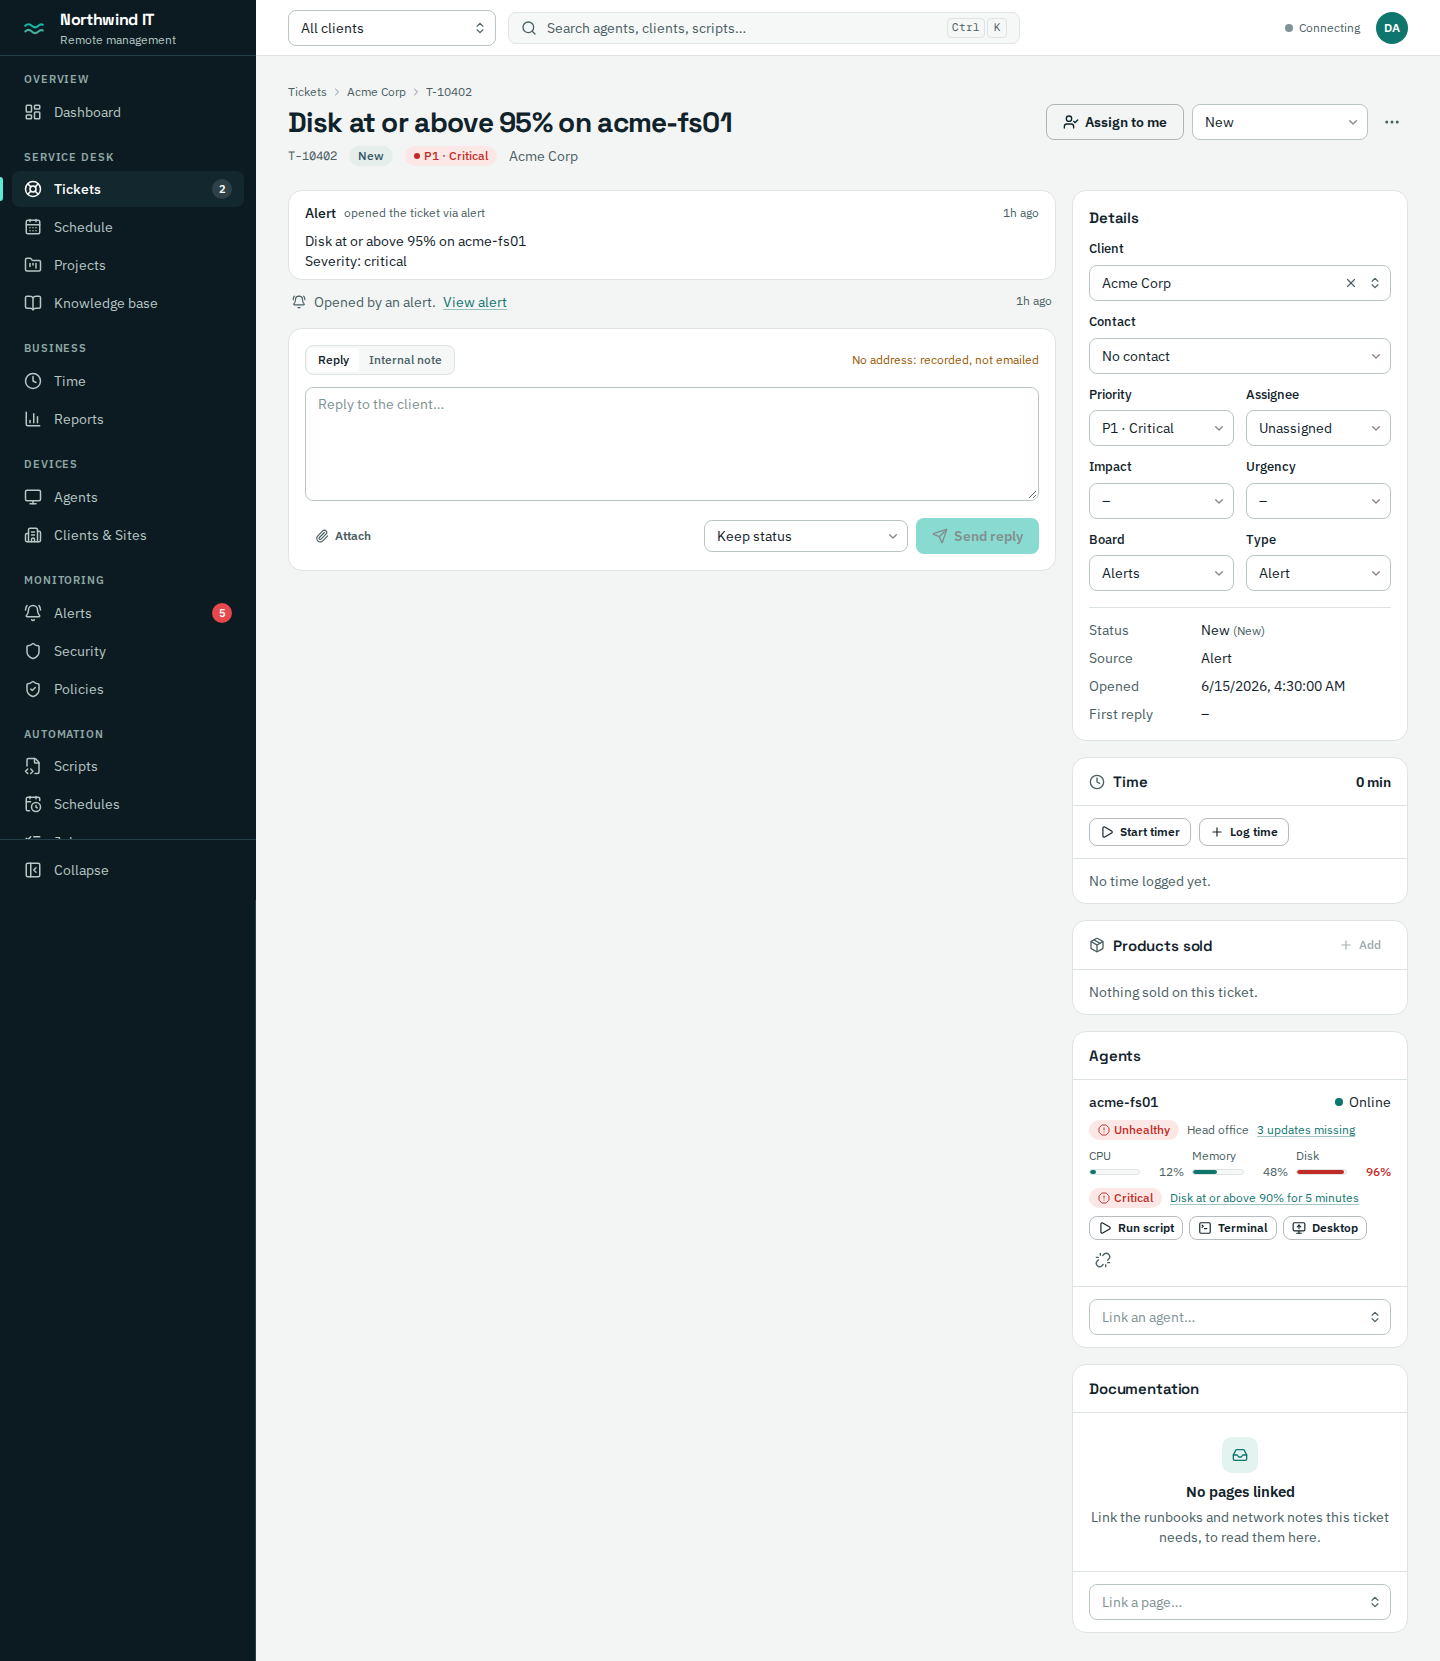 Northwind IT
Remote management
OVERVIEW
Dashboard
SERVICE DESK
Tickets 2
Schedule
Projects
Knowledge base
BUSINESS
Time
Reports
DEVICES
Agents
Clients & Sites
MONITORING
Alerts 5
Security
Policies
AUTOMATION
Scripts
Schedules
Collapse
All clients
Search agents, clients, scripts... Ctrl K
Connecting DA
Tickets Acme Corp T-10402
Disk at or above 95% on acme-fs01
T-10402 New P1 · Critical Acme Corp
Assign to me New
Alert opened the ticket via alert 1h ago
Disk at or above 95% on acme-fs01
Severity: critical
Opened by an alert. View alert 1h ago
Reply Internal note No address: recorded, not emailed
Reply to the client...
Attach Keep status Send reply
Details
Client
Acme Corp
Contact
No contact
Priority Assignee
P1 · Critical Unassigned
Impact Urgency
– –
Board Type
Alerts Alert
Status New (New)
Source Alert
Opened 6/15/2026, 4:30:00 AM
First reply –
Time 0 min
Start timer Log time
No time logged yet.
Products sold Add
Nothing sold on this ticket.
Agents
acme-fs01 Online
Unhealthy Head office 3 updates missing
CPU Memory Disk
12% 48% 96%
Critical Disk at or above 90% for 5 minutes
Run script Terminal Desktop
Link an agent...
Documentation
No pages linked
Link the runbooks and network notes this ticket
needs, to read them here.
Link a page...